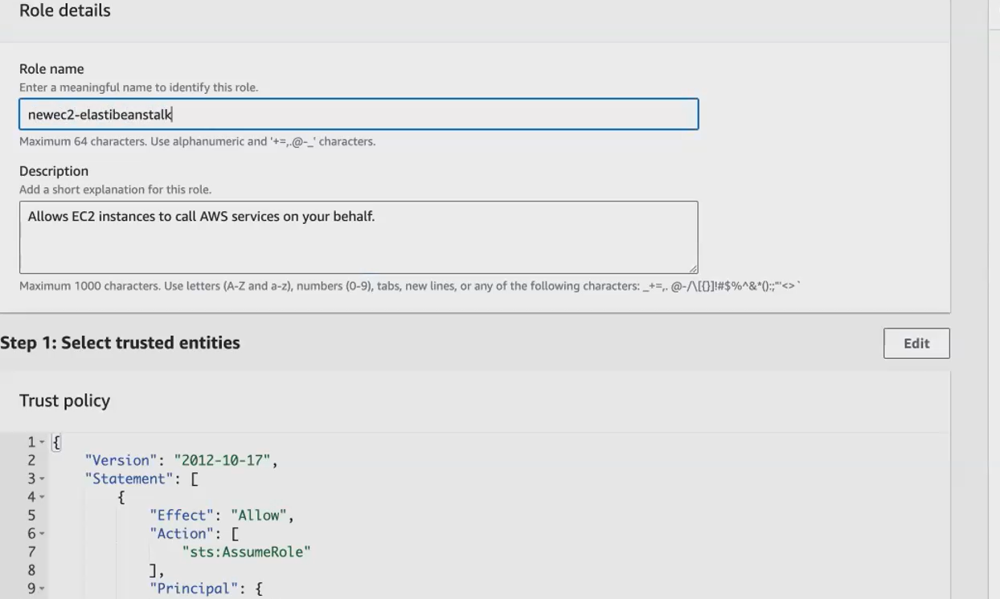 Role details
Role name
Enter a meaningful name to identify this role.
newec2-elastibeanstalk
Maximum 64 characters. Use alphanumeric and '+=,.@-_' characters.
Description
Add a short explanation for this role.
Allows EC2 instances to call AWS services on your behalf.
Maximum 1000 characters. Use letters (A-Z and a-z), numbers (0-9), tabs, new lines, or any of the following characters: _+=,. @-/\[{}]!#$%^&*();:"'<>`
Step 1: Select trusted entities
Edit
Trust policy
1 {
2 "Version": "2012-10-17",
3 "Statement": [
4 {
5 "Effect": "Allow",
6 "Action": [
7 "sts:AssumeRole"
8 ],
9 "Principal": {